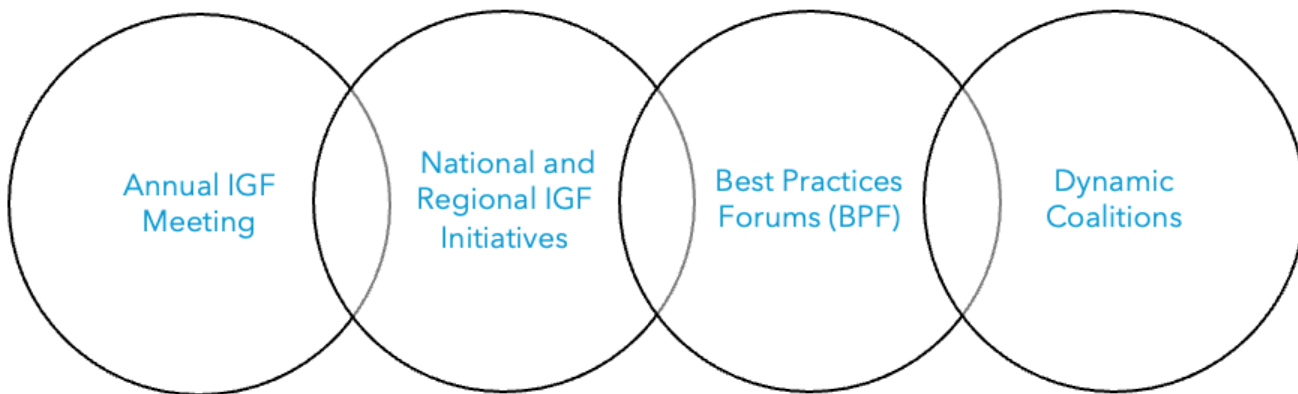 Annual IGF
Meeting
National and
Regional IGF
Initiatives
Best Practices
Forums (BPF)
Dynamic
Coalitions